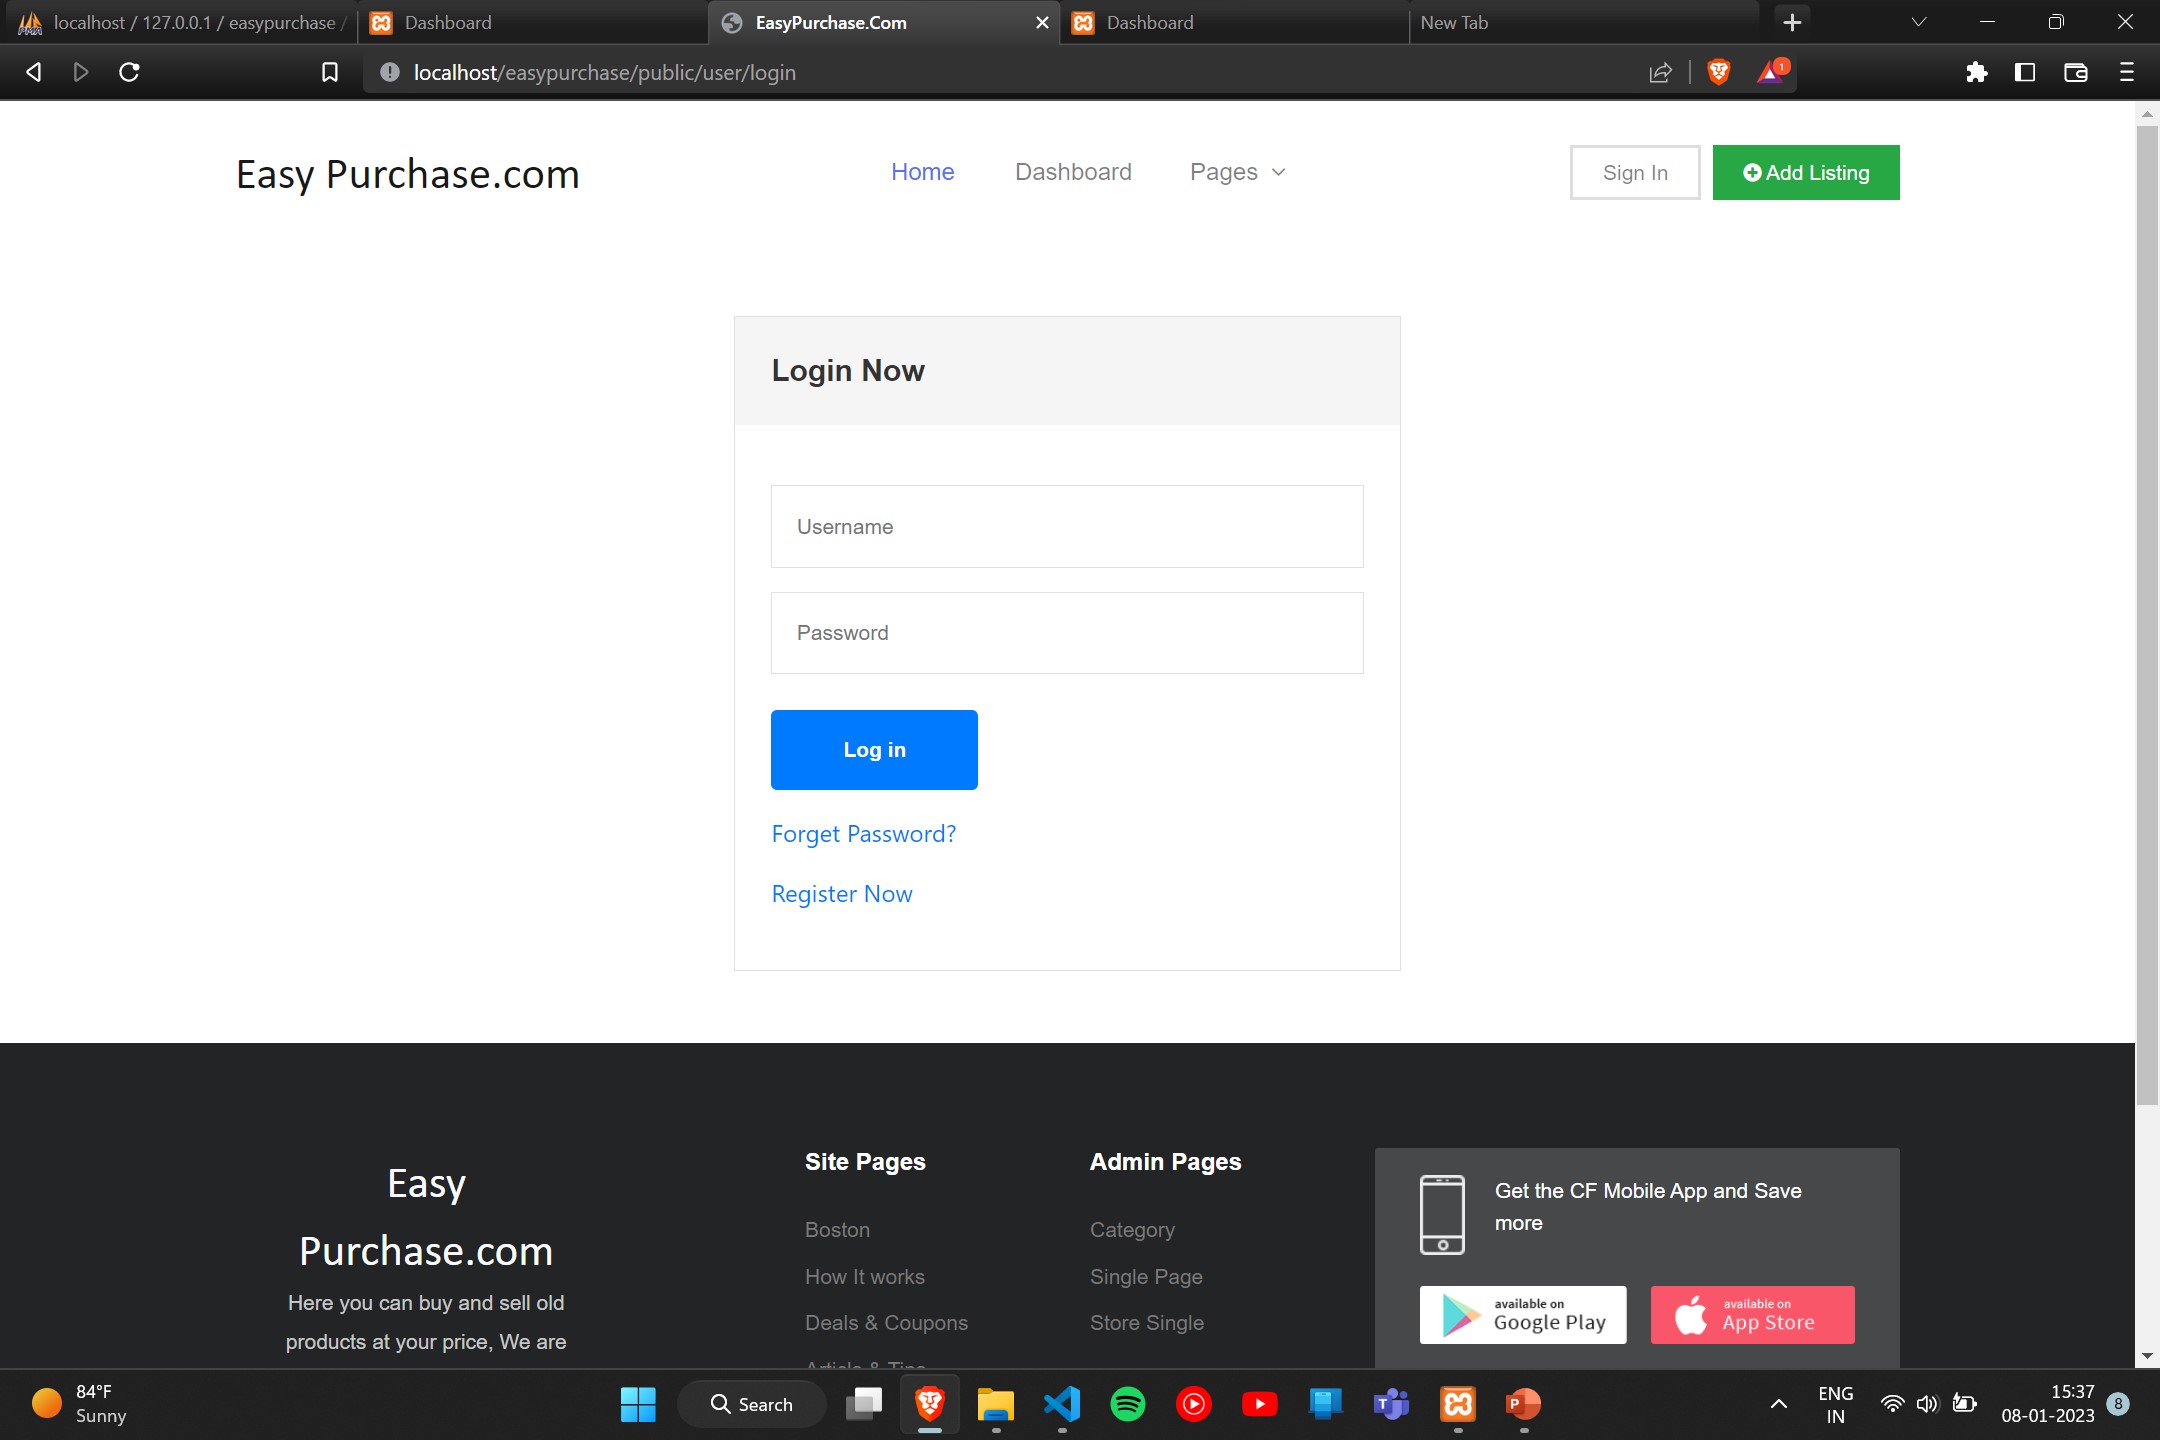 localhost / 127.0.0.1 / easypurchase /
Dashboard
EasyPurchase.Com
Dashboard
New Tab
localhost/easypurchase/public/user/login
1
Easy Purchase.com
Home
Dashboard
Pages
Sign In
Add Listing
Login Now
Username
Password
Log in
Forget Password?
Register Now
Easy
Purchase.com
Here you can buy and sell old
products at your price, We are
Site Pages
Boston
How It works
Deals & Coupons
Article & Tips
Admin Pages
Category
Single Page
Store Single
Get the CF Mobile App and Save
more
available on
Google Play
available on
App Store
84°F
Sunny
Search
ENG
IN
15:37
08-01-2023
8